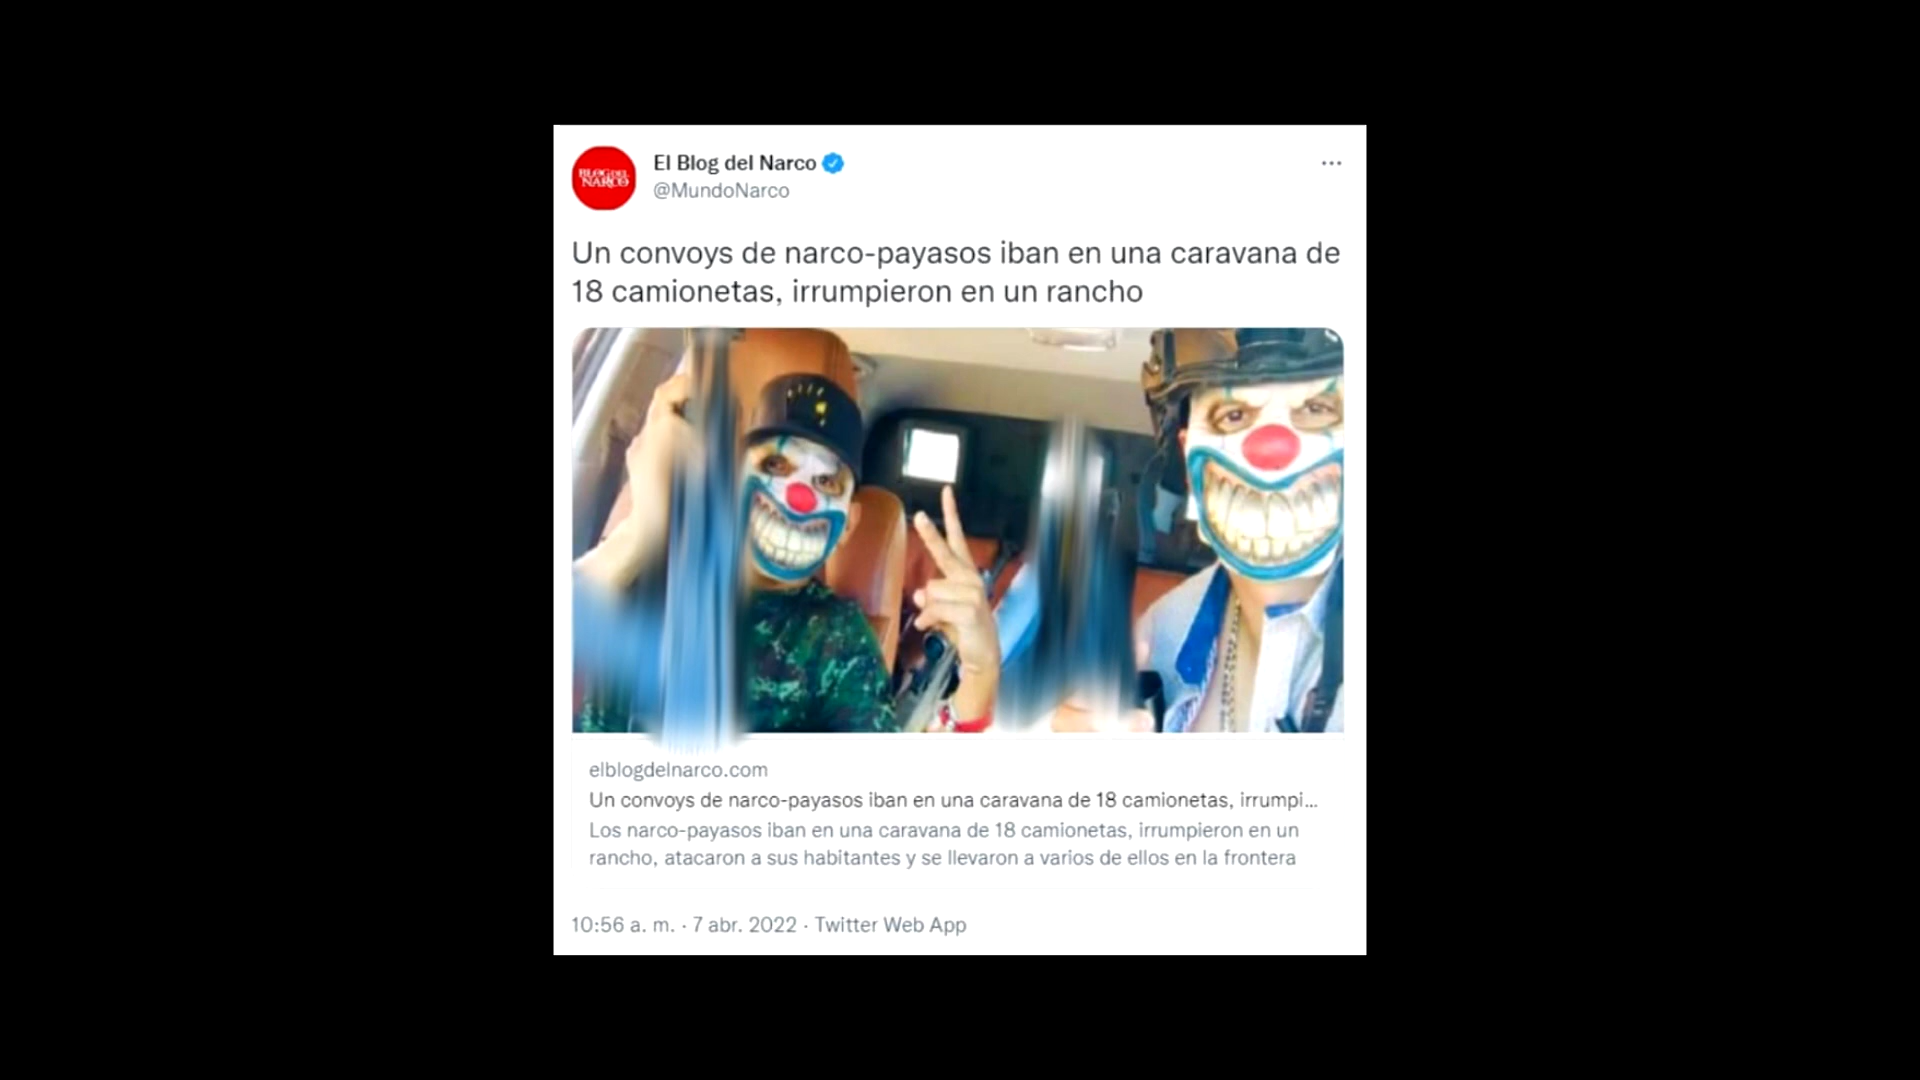 BLOG DEL
NARCO
El Blog del Narco
@MundoNarco
Un convoys de narco-payasos iban en una caravana de
18 camionetas, irrumpieron en un rancho
elblogdelnarco.com
Un convoys de narco-payasos iban en una caravana de 18 camionetas, irrumpi...
Los narco-payasos iban en una caravana de 18 camionetas, irrumpieron en un
rancho, atacaron a sus habitantes y se llevaron a varios de ellos en la frontera
10:56 a. m. · 7 abr. 2022 · Twitter Web App